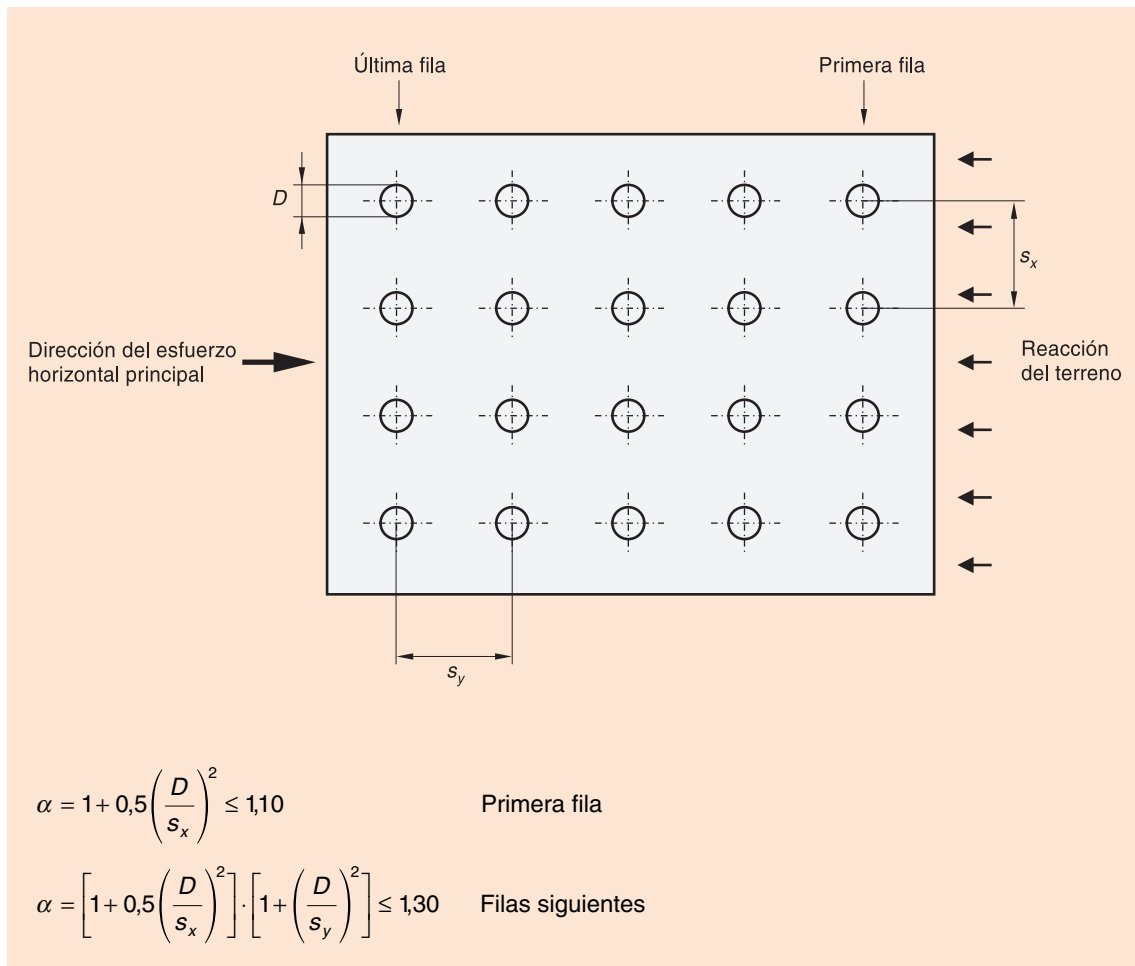 Última fila
Primera fila
D
s_x
Dirección del esfuerzo
horizontal principal
Reacción
del terreno
s_y
α = 1 + 0,5 (D / s_x)² ≤ 1,10 Primera fila
α = [1 + 0,5 (D / s_x)²] · [1 + (D / s_y)²] ≤ 1,30 Filas siguientes